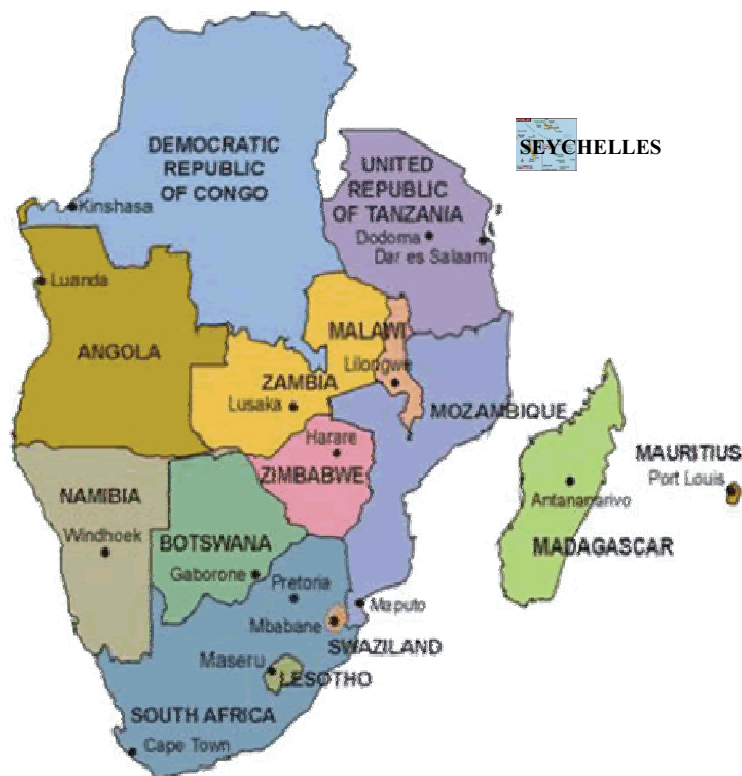 DEMOCRATIC
REPUBLIC
OF CONGO
Kinshasa
UNITED
REPUBLIC
OF TANZANIA
Dodoma
Dar es Salaam
SEYCHELLES
Luanda
ANGOLA
MALAWI
Lilongwe
ZAMBIA
Lusaka
MOZAMBIQUE
Harare
ZIMBABWE
MAURITIUS
Port Louis
Antananarivo
MADAGASCAR
NAMIBIA
Windhoek
BOTSWANA
Gaborone
Pretoria
Maputo
Mbabane
SWAZILAND
Maseru
LESOTHO
SOUTH AFRICA
Cape Town